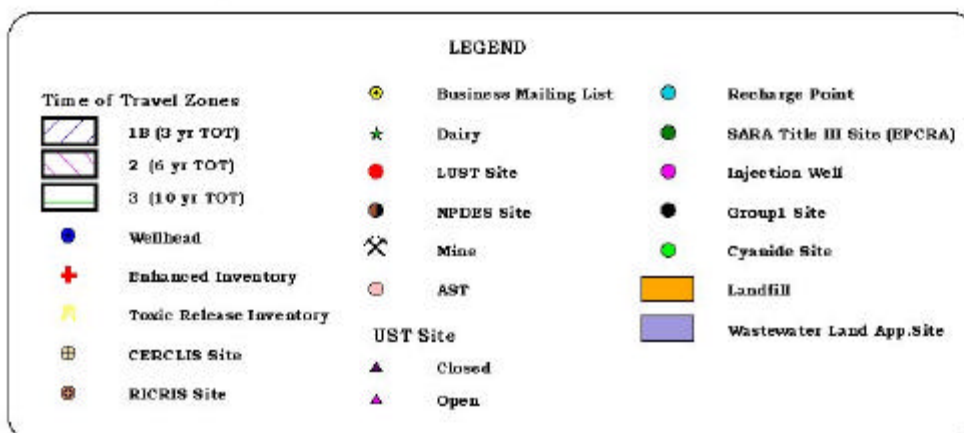 LEGEND
Time of Travel Zones
1B (3 yr TOT)
2 (6 yr TOT)
3 (10 yr TOT)
Wellhead
Enhanced Inventory
Toxic Release Inventory
CERCLIS Site
RICRIS Site
Business Mailing List
Dairy
LUST Site
NPDES Site
Mine
AST
UST Site
Closed
Open
Recharge Point
SARA Title III Site (EPCRA)
Injection Well
Group1 Site
Cyanide Site
Landfill
Wastewater Land App.Site